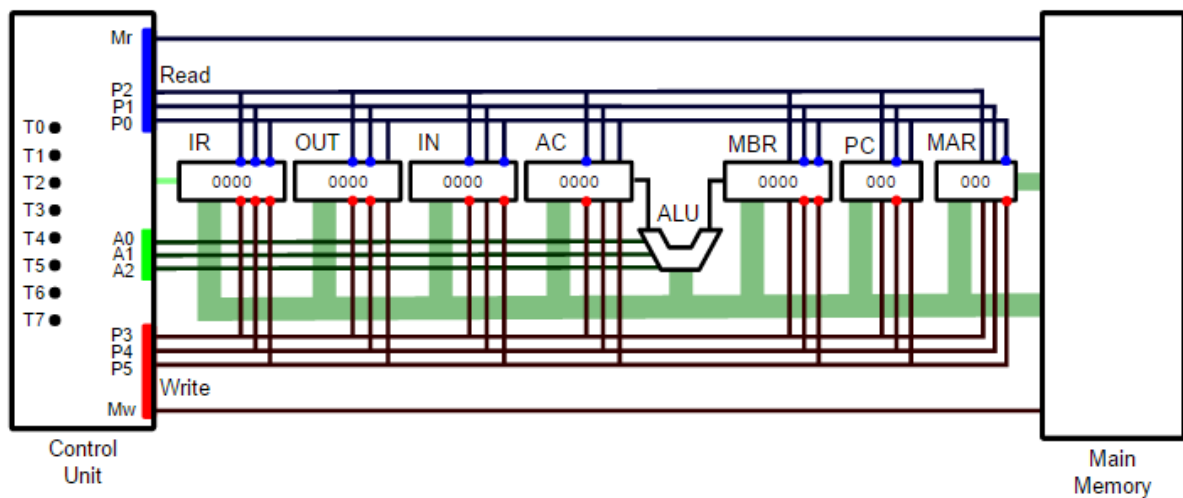 Mr
Read
P2
P1
P0
T0
T1
T2
T3
T4
T5
T6
T7
IR OUT IN AC MBR PC MAR
0000 0000 0000 0000 0000 000 000
ALU
A0
A1
A2
P3
P4
P5
Write
Mw
Control
Unit
Main
Memory